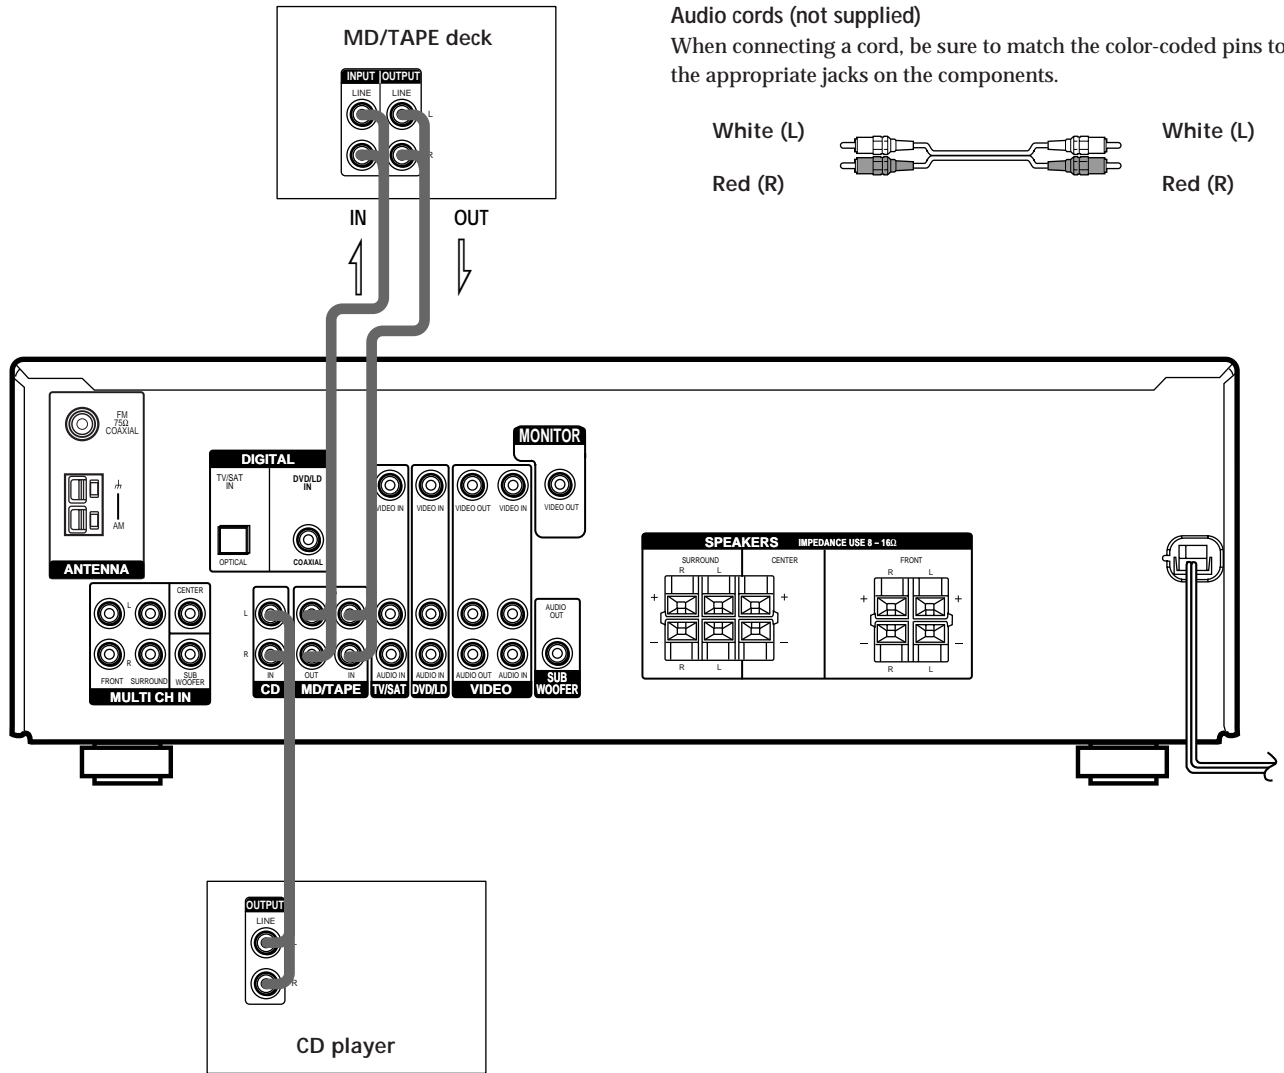 MD/TAPE deck
INPUT OUTPUT
LINE LINE
L
R
IN OUT
Audio cords (not supplied)
When connecting a cord, be sure to match the color-coded pins to
the appropriate jacks on the components.
White (L) White (L)
Red (R) Red (R)
FM
75Ω
COAXIAL
AM
ANTENNA
DIGITAL
TV/SAT
IN
OPTICAL
DVD/LD
IN
COAXIAL
MONITOR
VIDEO IN VIDEO IN VIDEO OUT VIDEO IN VIDEO OUT
SPEAKERS IMPEDANCE USE 8 – 16Ω
SURROUND CENTER FRONT
R L R L
+ + + +
– – – –
R L R L
CENTER
L
R
FRONT SURROUND SUB
WOOFER
MULTI CH IN
L
R
IN OUT IN AUDIO IN AUDIO IN AUDIO OUT AUDIO IN
CD MD/TAPE TV/SAT DVD/LD VIDEO
AUDIO
OUT
SUB
WOOFER
OUTPUT
LINE
L
R
CD player